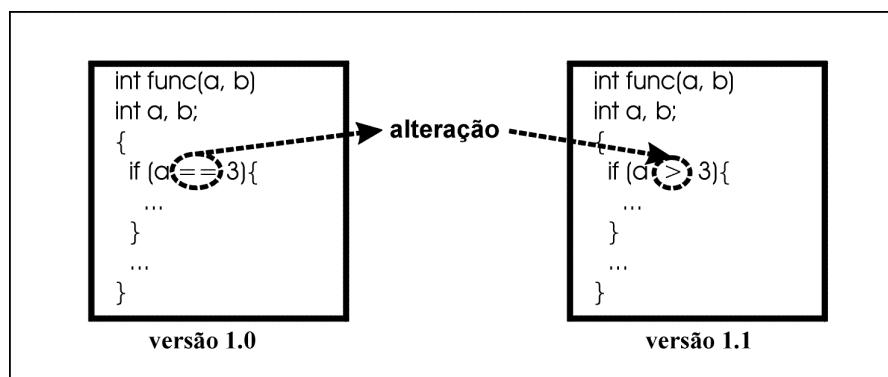 int func(a, b)
int a, b;
{
if (a == 3){
...
}
...
}
versão 1.0
alteração
int func(a, b)
int a, b;
{
if (a > 3){
...
}
...
}
versão 1.1